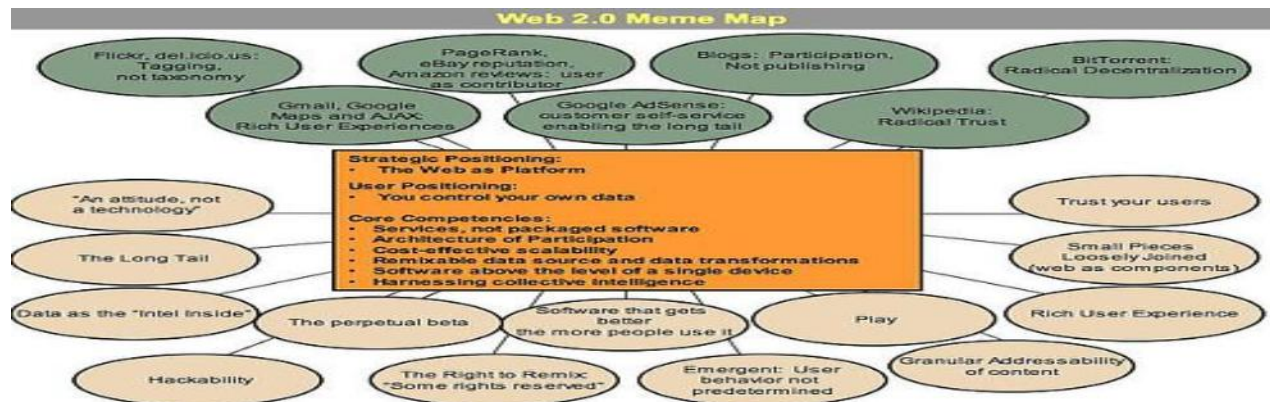 Web 2.0 Meme Map
Flickr, del.icio.us:
Tagging,
not taxonomy
PageRank,
eBay reputation,
Amazon reviews: user
as contributor
Blogs: Participation,
Not publishing
BitTorrent:
Radical Decentralization
Gmail, Google
Maps and AJAX:
Rich User Experiences
Google AdSense:
customer self-service
enabling the long tail
Wikipedia:
Radical Trust
Strategic Positioning:
• The Web as Platform
User Positioning:
• You control your own data
Core Competencies:
• Services, not packaged software
• Architecture of Participation
• Cost-effective scalability
• Remixable data source and data transformations
• Software above the level of a single device
• Harnessing collective intelligence
"An attitude, not
a technology"
Trust your users
The Long Tail
Small Pieces
Loosely Joined
(web as components)
Data as the "Intel Inside"
The perpetual beta
Software that gets
better
the more people use it
Play
Rich User Experience
Hackability
The Right to Remix:
"Some rights reserved"
Emergent: User
behavior not
predetermined
Granular Addressability
of content